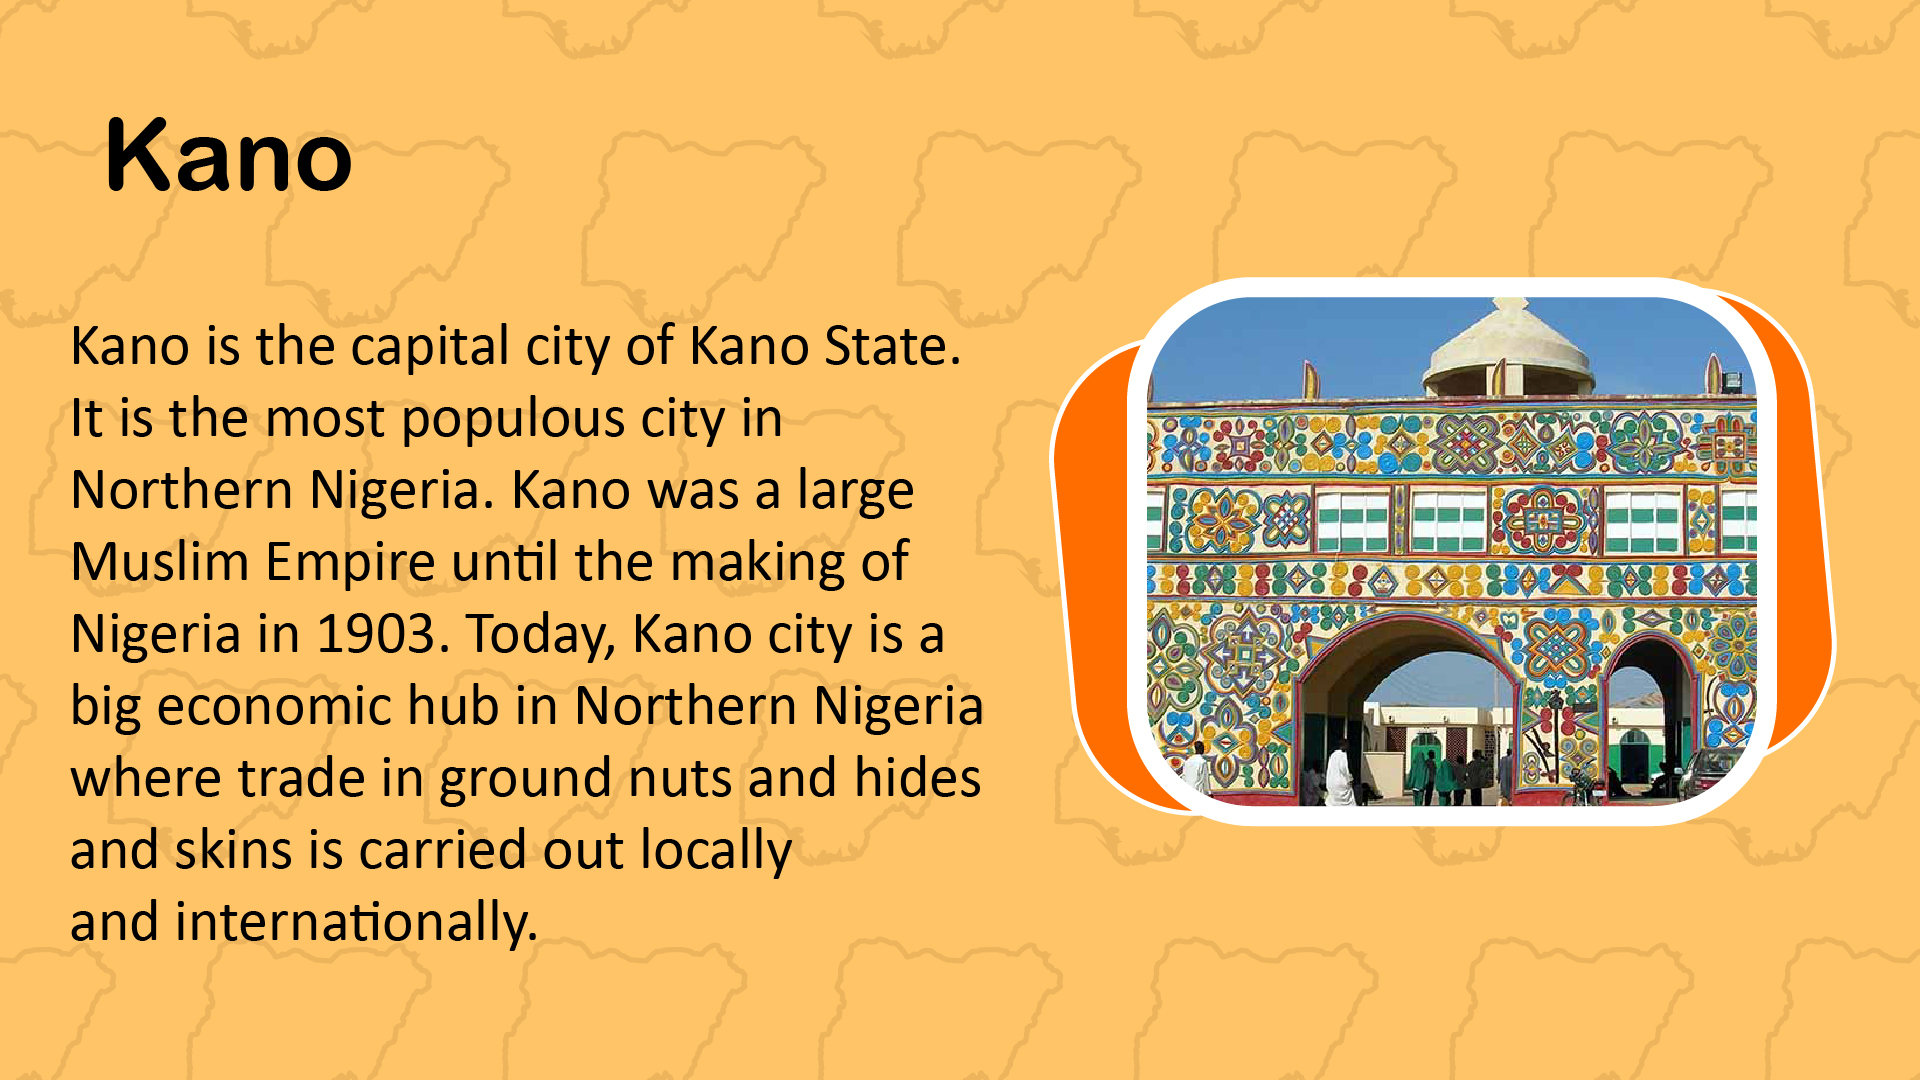 Kano
Kano is the capital city of Kano State.
It is the most populous city in
Northern Nigeria. Kano was a large
Muslim Empire until the making of
Nigeria in 1903. Today, Kano city is a
big economic hub in Northern Nigeria
where trade in ground nuts and hides
and skins is carried out locally
and internationally.